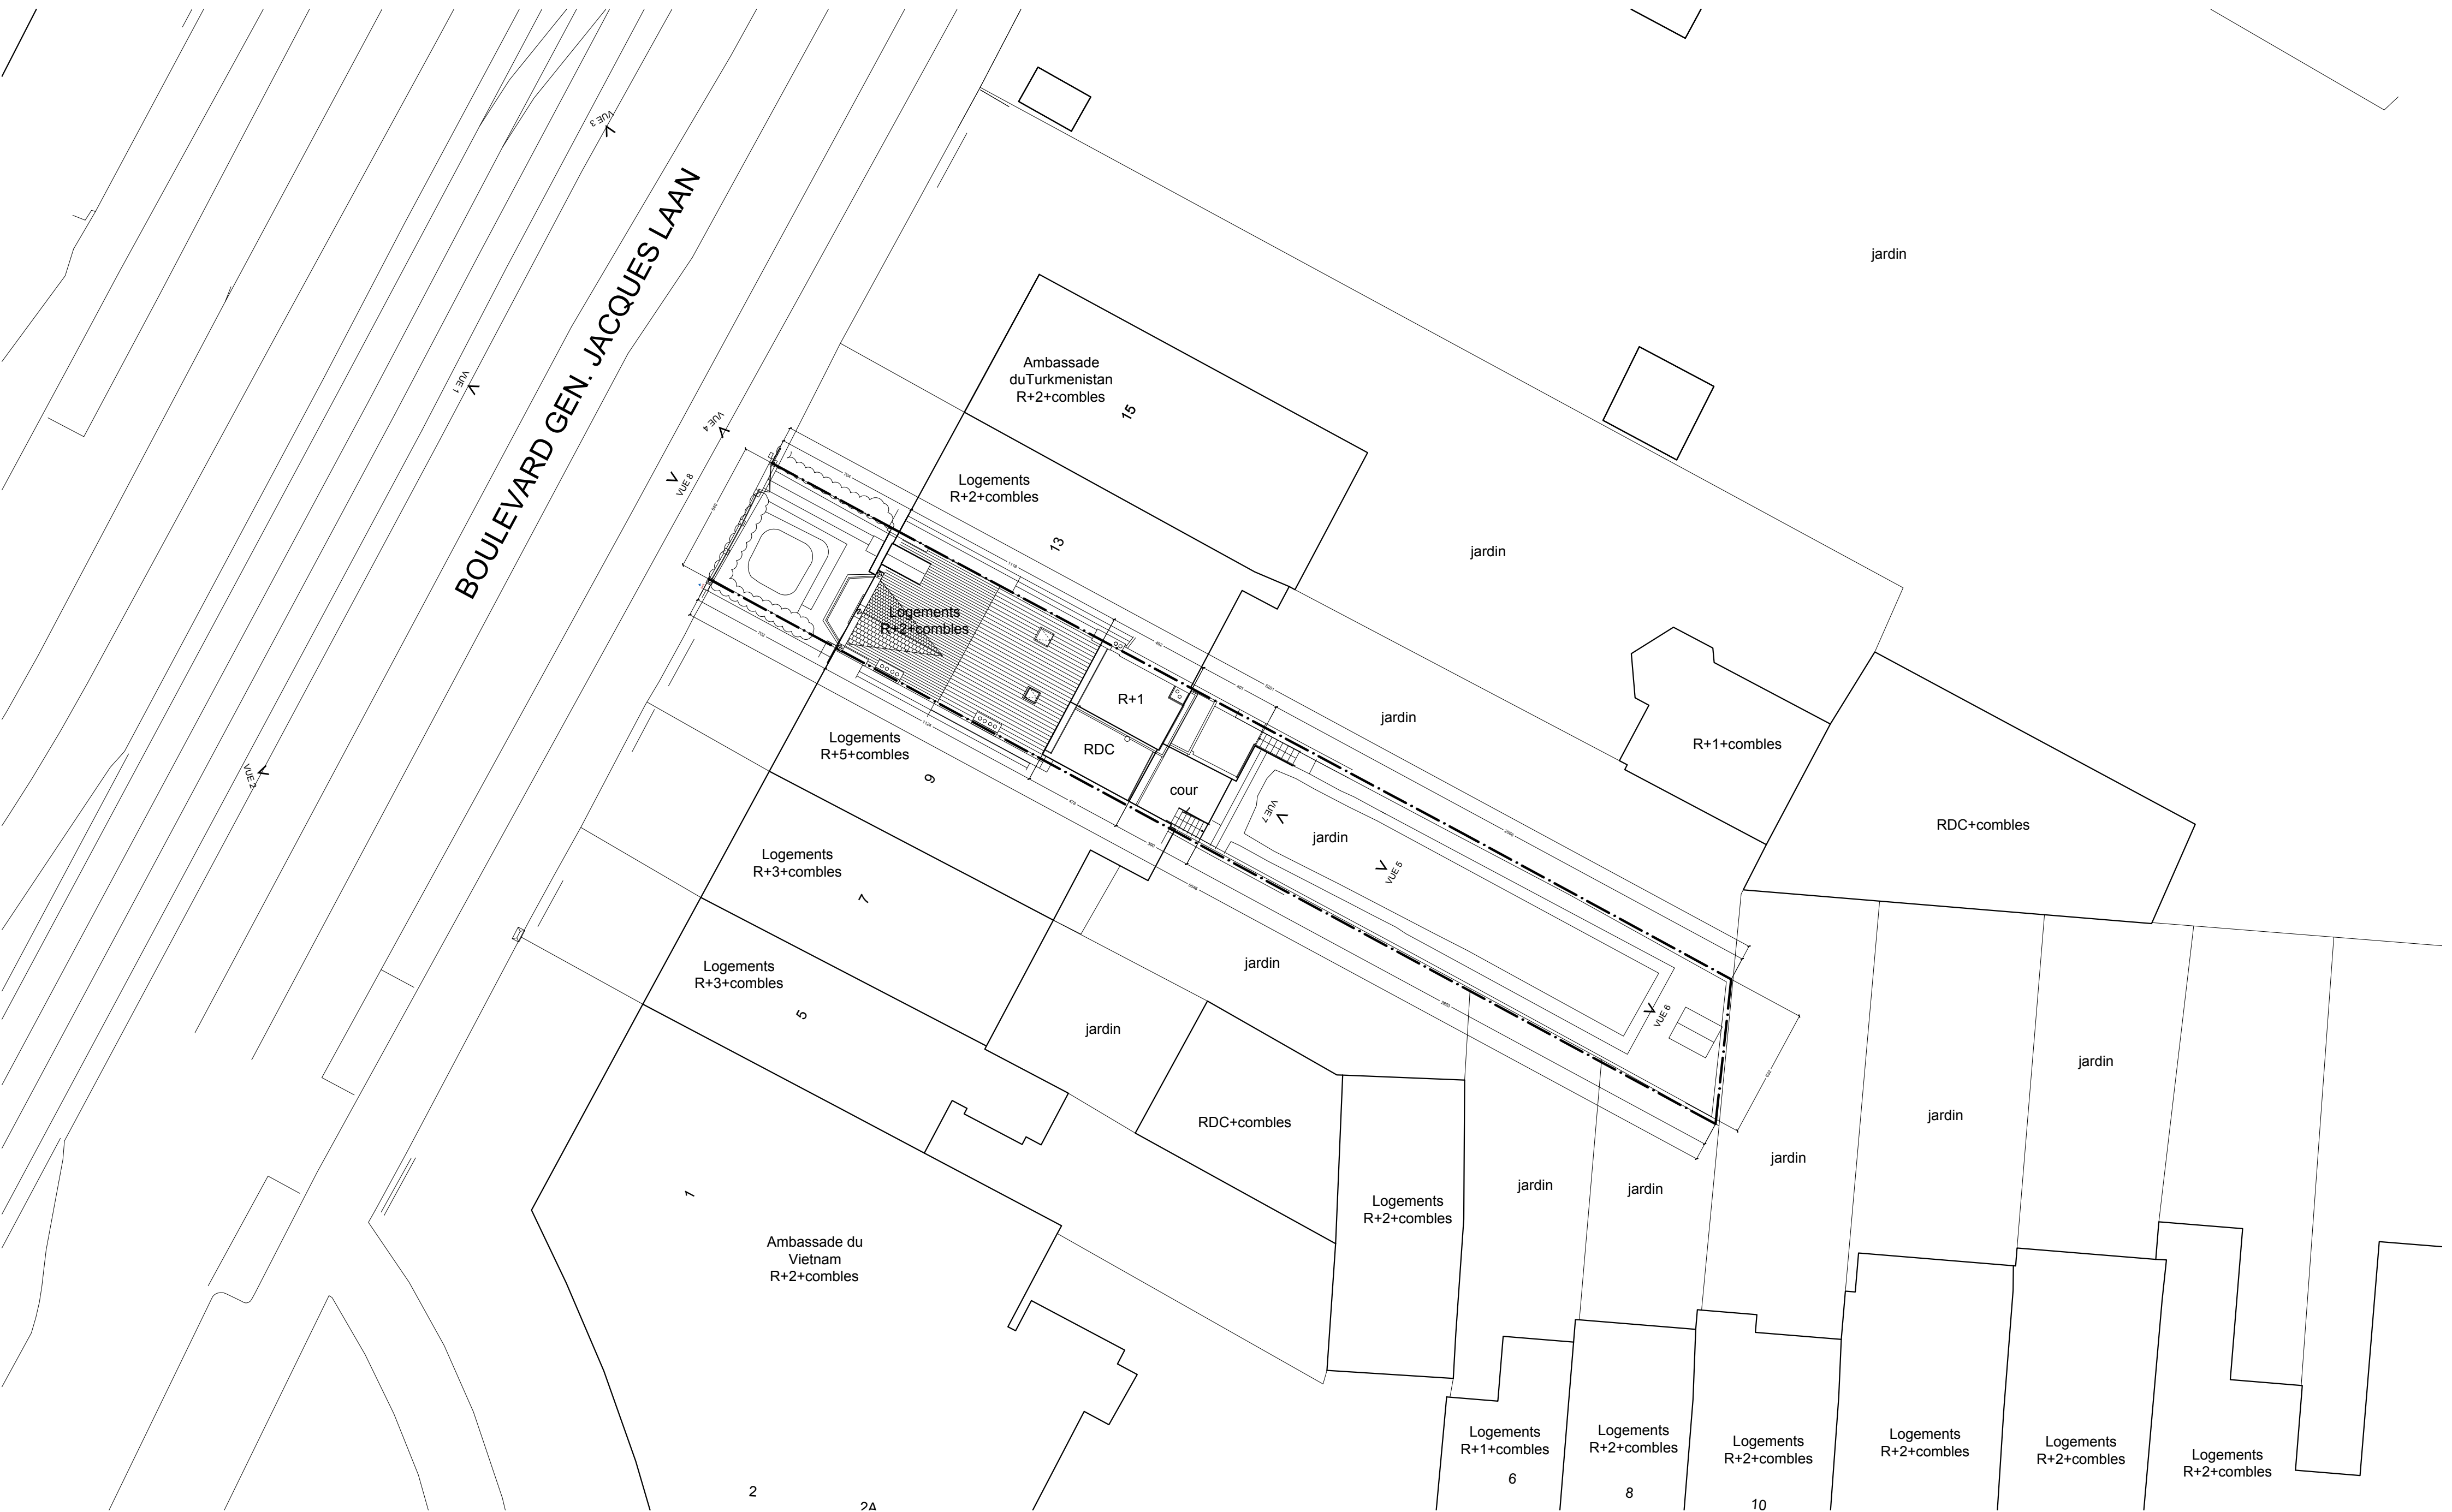 VUE 3
BOULEVARD GEN. JACQUES LAAN
jardin
VUE 1
Ambassade
duTurkmenistan
R+2+combles
15
VUE 4
VUE 8
Logements
R+2+combles
13
jardin
Logements
R+2+combles
R+1
jardin
RDC
Logements
R+5+combles
9
R+1+combles
VUE 2
cour
VUE 7
jardin
RDC+combles
VUE 5
Logements
R+3+combles
7
jardin
Logements
R+3+combles
5
jardin
VUE 6
jardin
RDC+combles
jardin
jardin
jardin
jardin
1
Logements
R+2+combles
Ambassade du
Vietnam
R+2+combles
Logements
R+1+combles
6
Logements
R+2+combles
8
Logements
R+2+combles
10
Logements
R+2+combles
Logements
R+2+combles
Logements
R+2+combles
2
2A